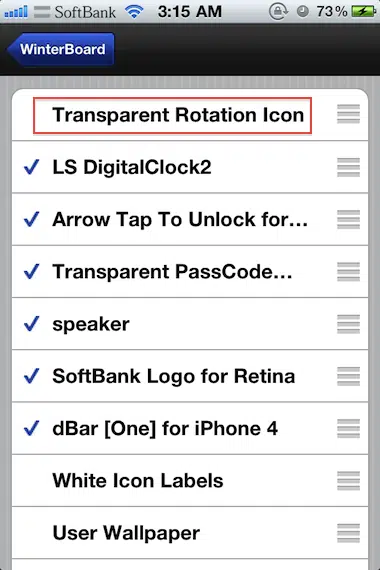 SoftBank 3:15 AM 73%
WinterBoard
Transparent Rotation Icon
LS DigitalClock2
Arrow Tap To Unlock for...
Transparent PassCode...
speaker
SoftBank Logo for Retina
dBar [One] for iPhone 4
White Icon Labels
User Wallpaper